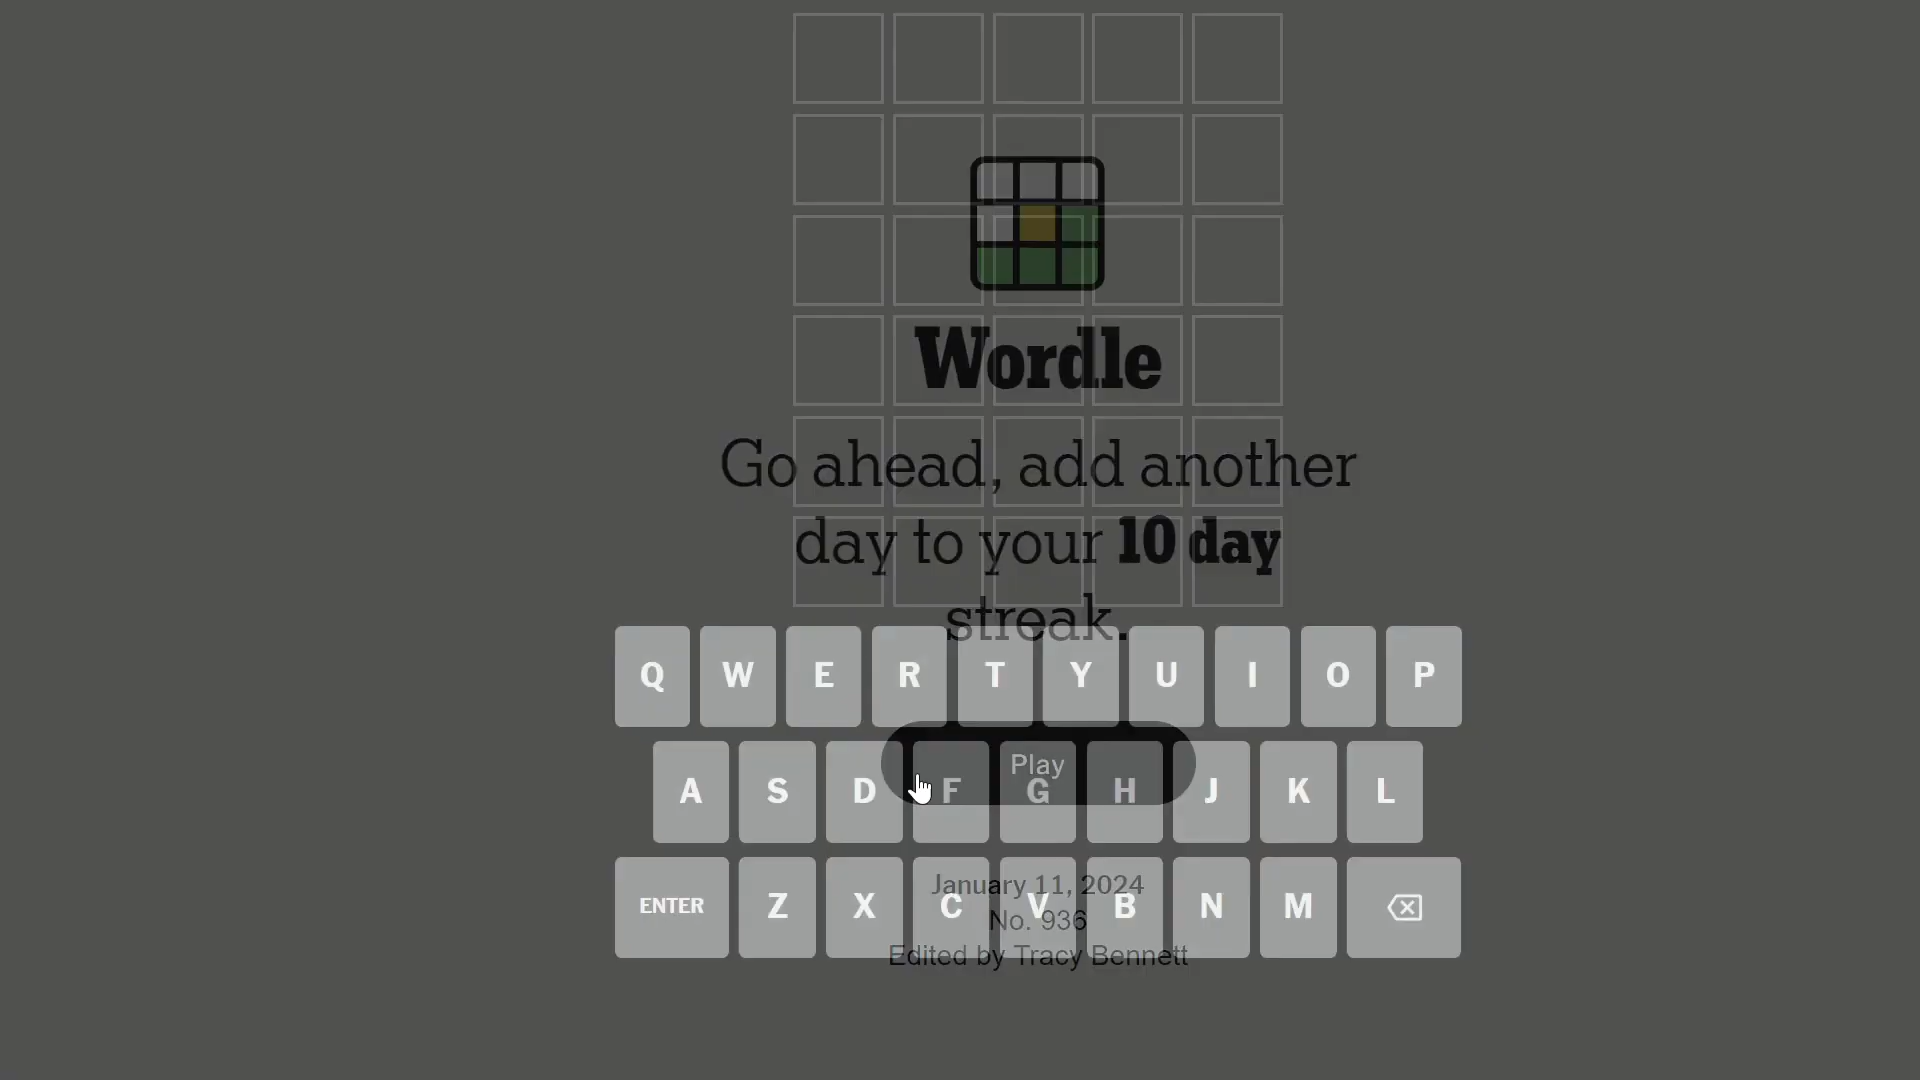 Wordle
Go ahead, add another
day to your 10 day
streak.
Q W E R T Y U I O P
Play
A S D F G H J K L
January 11, 2024
ENTER Z X C V B N M
No. 936
Edited by Tracy Bennett